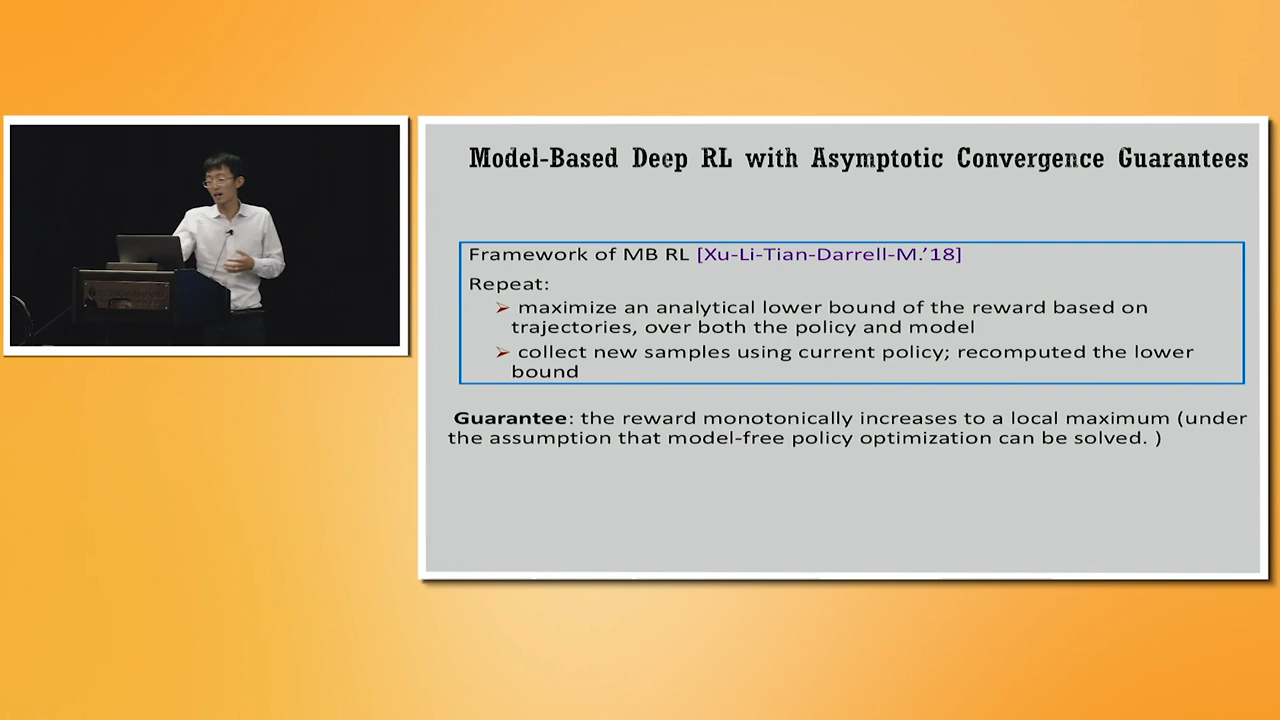 Model-Based Deep RL with Asymptotic Convergence Guarantees
Framework of MB RL [Xu-Li-Tian-Darrell-M.’18]
Repeat:
➢ maximize an analytical lower bound of the reward based on
trajectories, over both the policy and model
➢ collect new samples using current policy; recomputed the lower
bound
Guarantee: the reward monotonically increases to a local maximum (under
the assumption that model-free policy optimization can be solved. )